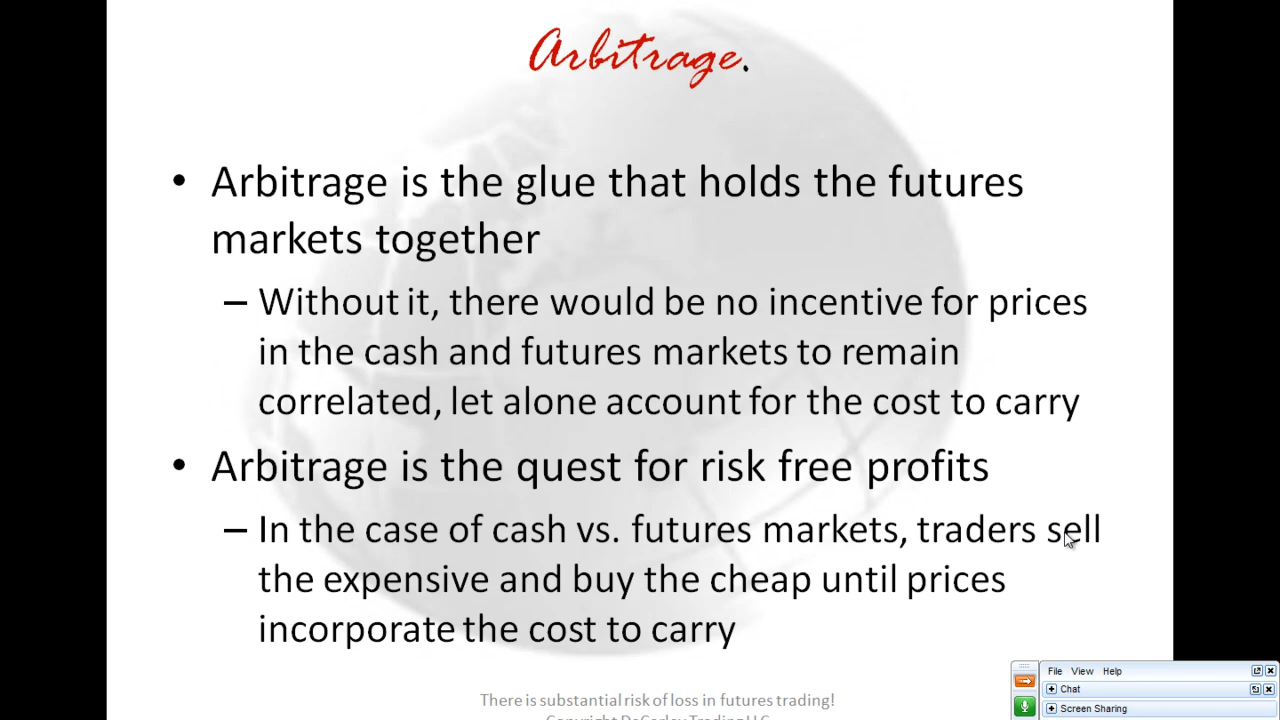 Arbitrage.
• Arbitrage is the glue that holds the futures
markets together
– Without it, there would be no incentive for prices
in the cash and futures markets to remain
correlated, let alone account for the cost to carry
• Arbitrage is the quest for risk free profits
– In the case of cash vs. futures markets, traders sell
the expensive and buy the cheap until prices
incorporate the cost to carry
There is substantial risk of loss in futures trading!
Copyright DeCarley Trading LLC
File View Help
Chat
Screen Sharing